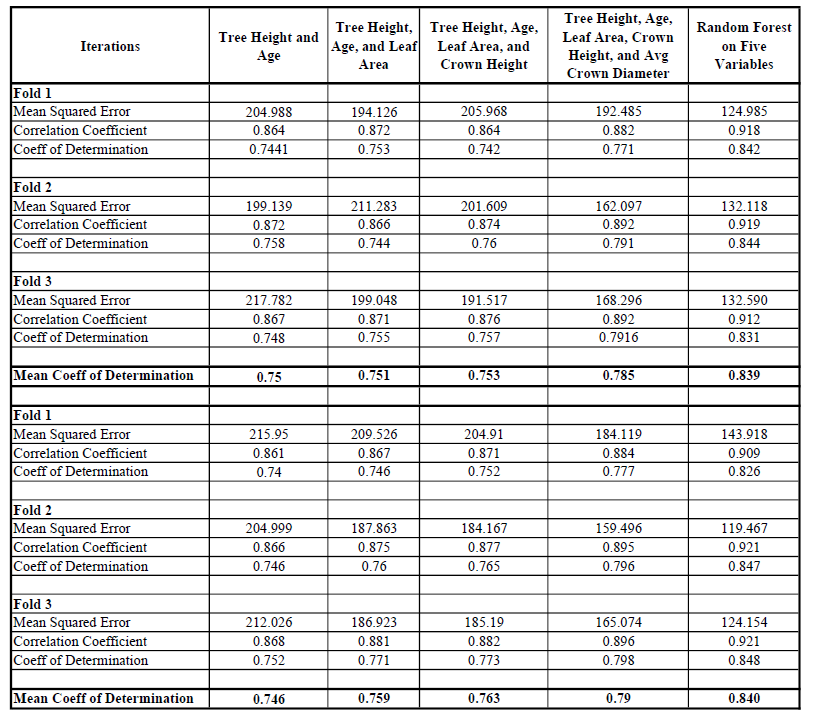 Iterations Tree Height and Age Tree Height, Age, and Leaf Area Tree Height, Age, Leaf Area, and Crown Height Tree Height, Age, Leaf Area, Crown Height, and Avg Crown Diameter Random Forest on Five Variables
Fold 1
Mean Squared Error 204.988 194.126 205.968 192.485 124.985
Correlation Coefficient 0.864 0.872 0.864 0.882 0.918
Coeff of Determination 0.7441 0.753 0.742 0.771 0.842
Fold 2
Mean Squared Error 199.139 211.283 201.609 162.097 132.118
Correlation Coefficient 0.872 0.866 0.874 0.892 0.919
Coeff of Determination 0.758 0.744 0.76 0.791 0.844
Fold 3
Mean Squared Error 217.782 199.048 191.517 168.296 132.590
Correlation Coefficient 0.867 0.871 0.876 0.892 0.912
Coeff of Determination 0.748 0.755 0.757 0.7916 0.831
Mean Coeff of Determination 0.75 0.751 0.753 0.785 0.839
Fold 1
Mean Squared Error 215.95 209.526 204.91 184.119 143.918
Correlation Coefficient 0.861 0.867 0.871 0.884 0.909
Coeff of Determination 0.74 0.746 0.752 0.777 0.826
Fold 2
Mean Squared Error 204.999 187.863 184.167 159.496 119.467
Correlation Coefficient 0.866 0.875 0.877 0.895 0.921
Coeff of Determination 0.746 0.76 0.765 0.796 0.847
Fold 3
Mean Squared Error 212.026 186.923 185.19 165.074 124.154
Correlation Coefficient 0.868 0.881 0.882 0.896 0.921
Coeff of Determination 0.752 0.771 0.773 0.798 0.848
Mean Coeff of Determination 0.746 0.759 0.763 0.79 0.840